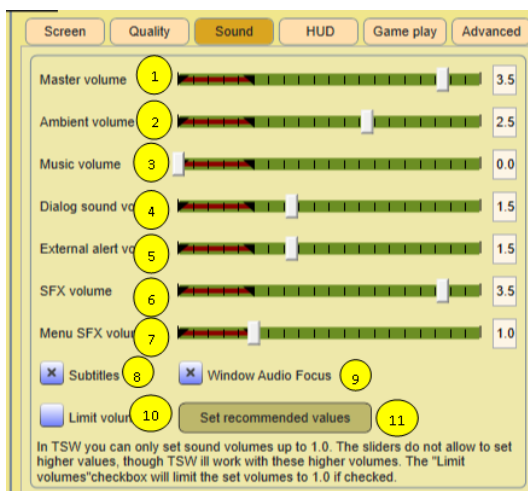 Screen Quality Sound HUD Game play Advanced
Master volume 1 3.5
Ambient volume 2 2.5
Music volume 3 0.0
Dialog sound 4 1.5
External alert 5 1.5
SFX volume 6 3.5
Menu SFX 7 1.0
Subtitles 8 Window Audio Focus 9
Limit 10 Set recommended values 11
In TSW you can only set sound volumes up to 1.0. The sliders do not allow to set
higher values, though TSW ill work with these higher volumes. The "Limit
volumes"checkbox will limit the set volumes to 1.0 if checked.